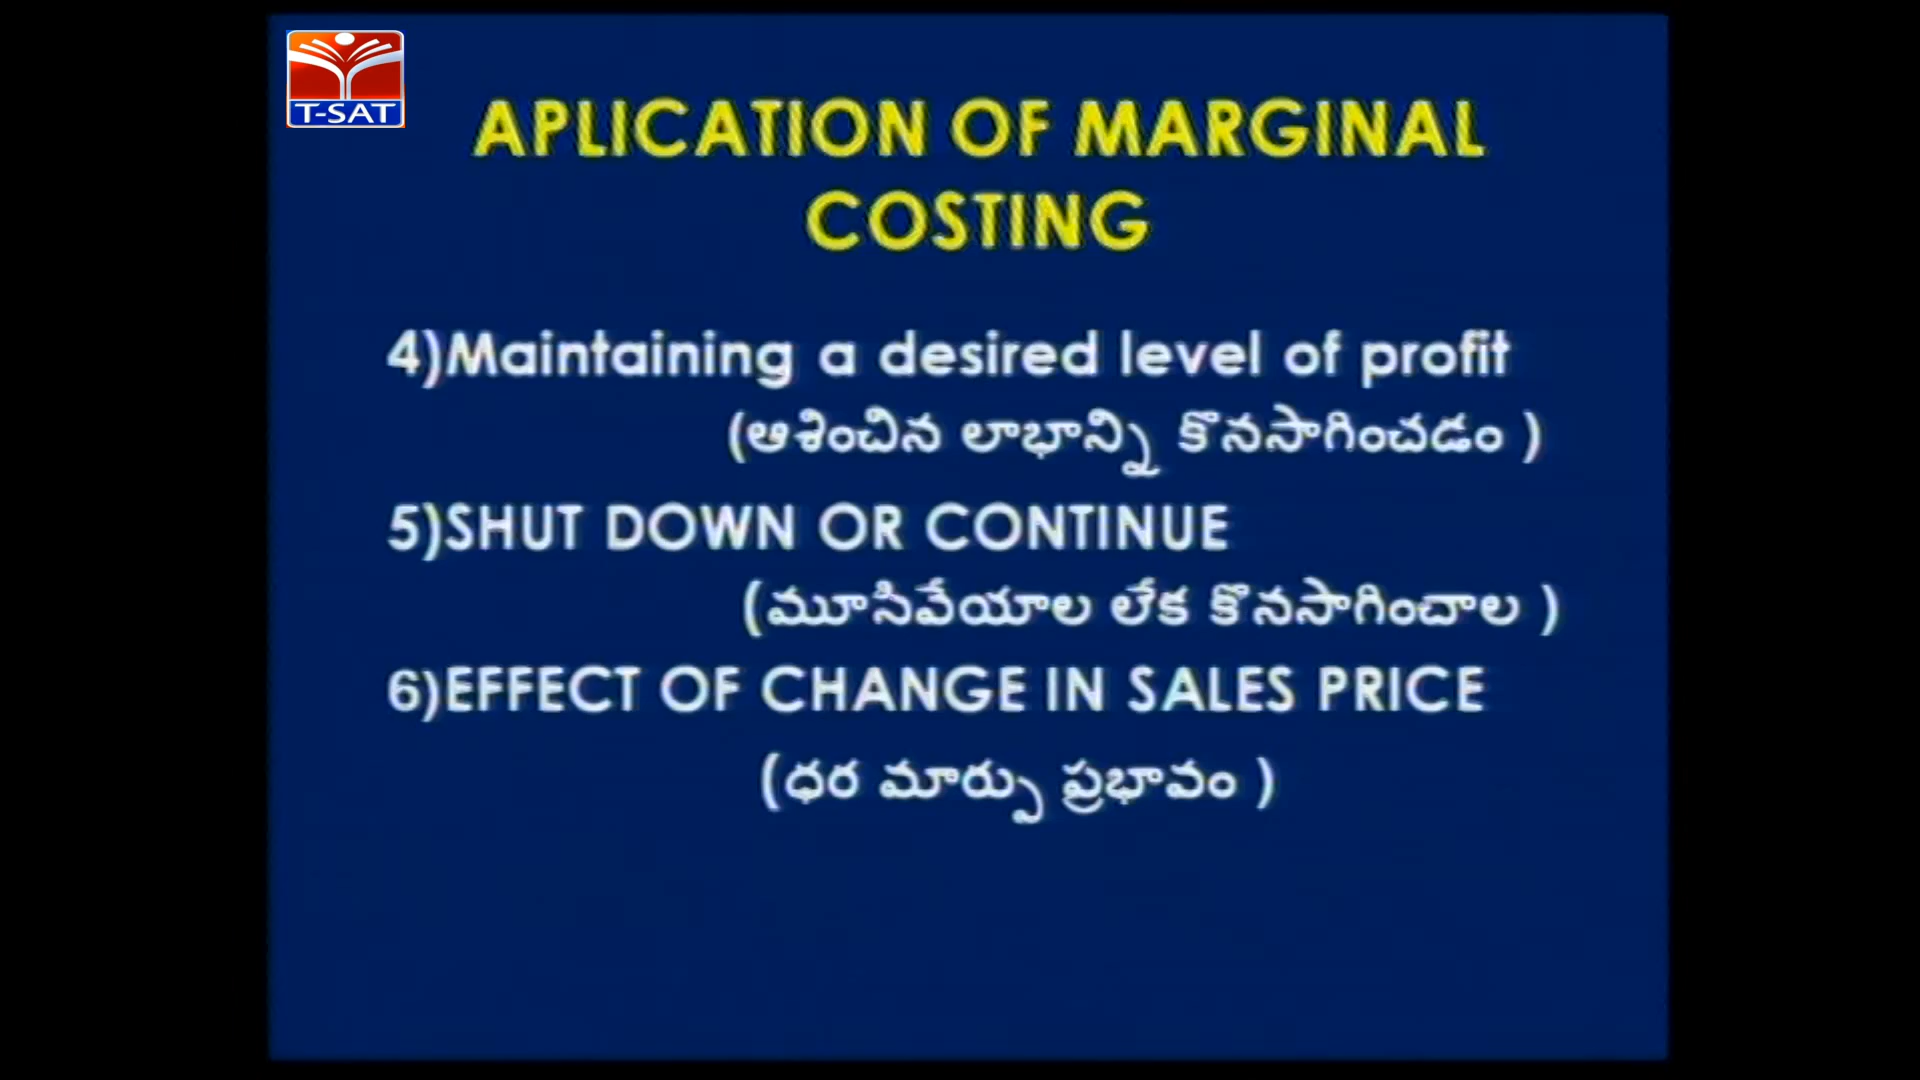 T-SAT
APLICATION OF MARGINAL
COSTING
4)Maintaining a desired level of profit
(ఆశించిన లాభాన్ని కొనసాగించడం )
5)SHUT DOWN OR CONTINUE
(మూసివేయాల లేక కొనసాగించాల )
6)EFFECT OF CHANGE IN SALES PRICE
(ధర మార్పు ప్రభావం )